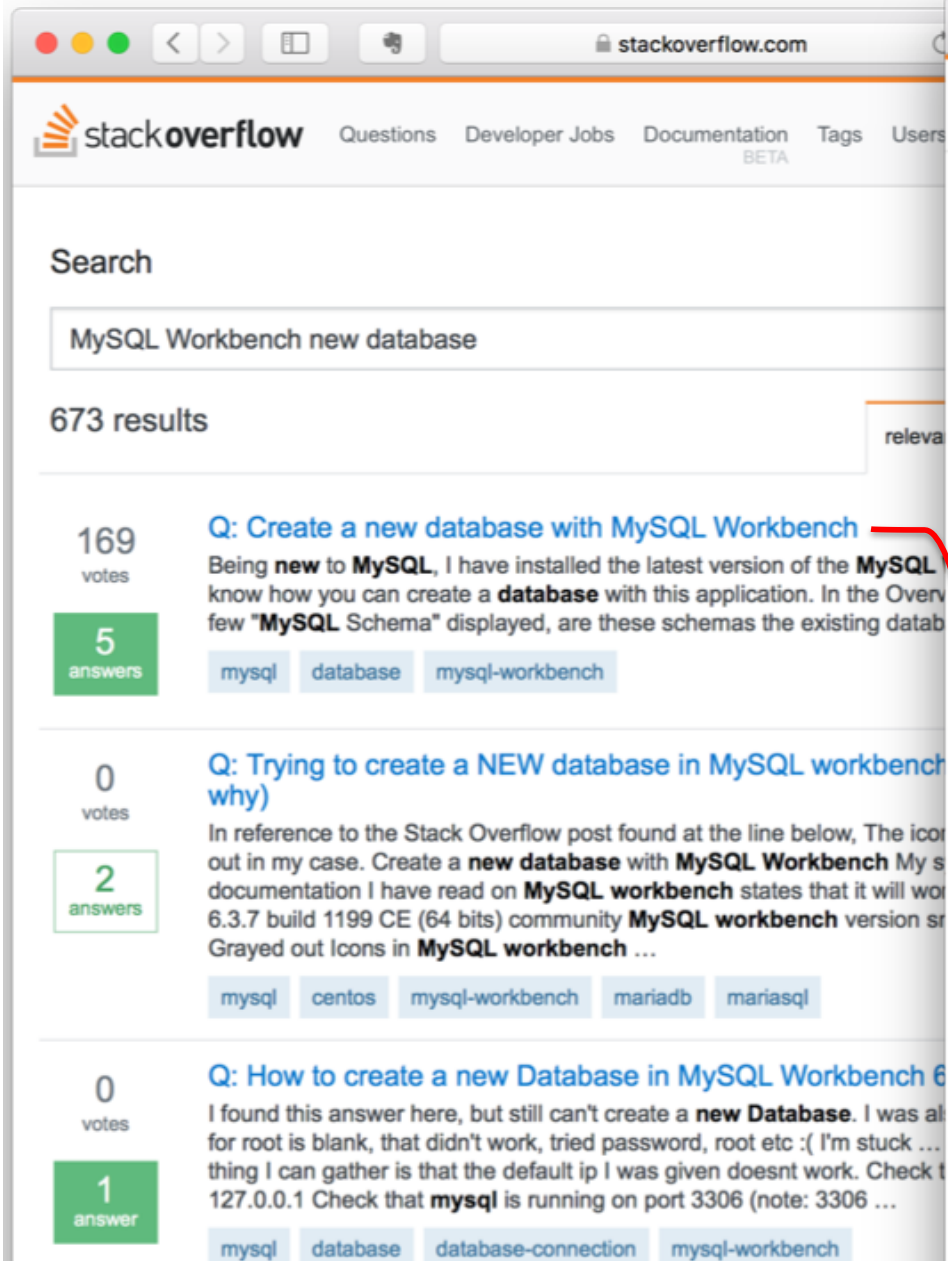 stackoverflow.com
stackoverflow Questions Developer Jobs Documentation Tags Users
BETA
Search
MySQL Workbench new database
673 results
169
votes
5
answers
Q: Create a new database with MySQL Workbench
Being new to MySQL, I have installed the latest version of the MySQL
know how you can create a database with this application. In the
few "MySQL Schema" displayed, are these schemas the existing
mysql database mysql-workbench
0
votes
2
answers
Q: Trying to create a NEW database in MySQL workbench
why)
In reference to the Stack Overflow post found at the line below, The
out in my case. Create a new database with MySQL Workbench My
documentation I have read on MySQL workbench states that it will
6.3.7 build 1199 CE (64 bits) community MySQL workbench version
Grayed out Icons in MySQL workbench …
mysql centos mysql-workbench mariadb mariasql
0
votes
1
answer
Q: How to create a new Database in MySQL Workbench 6
I found this answer here, but still can't create a new Database. I was
for root is blank, that didn't work, tried password, root etc :( I'm stuck …
thing I can gather is that the default ip I was given doesnt work. Check
127.0.0.1 Check that mysql is running on port 3306 (note: 3306 …
mysql database database-connection mysql-workbench